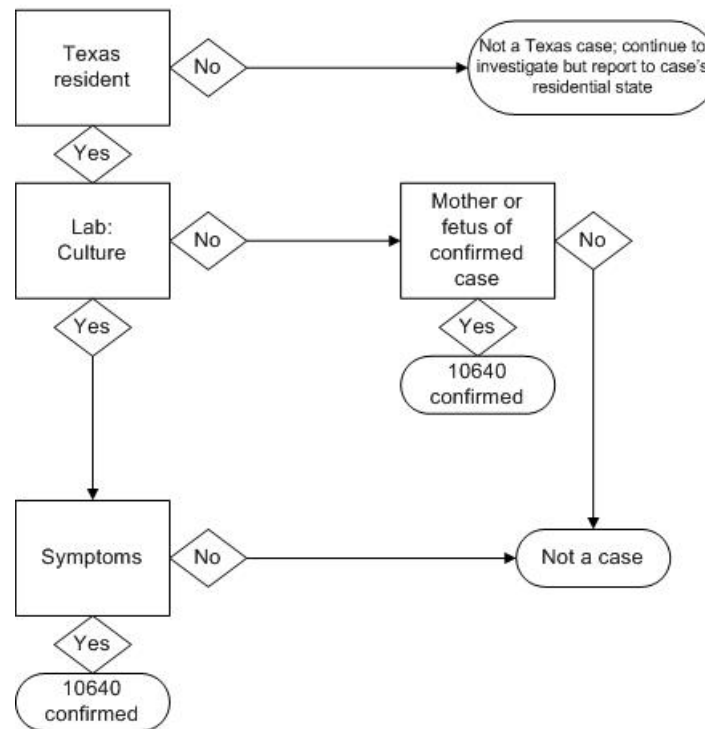 Texas
resident
No
Not a Texas case; continue to
investigate but report to case's
residential state
Yes
Lab:
Culture
No
Mother or
fetus of
confirmed
case
No
Yes
Yes
10640
confirmed
Symptoms
No
Not a case
Yes
10640
confirmed